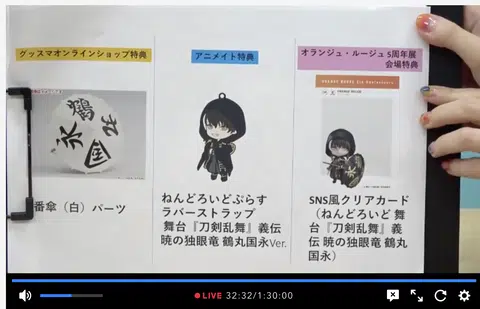 グッスマオンラインショップ特典
鶴
丸
国
永
番傘（白）パーツ
アニメイト特典
ねんどろいどぷらす
ラバーストラップ
舞台『刀剣乱舞』義伝
暁の独眼竜 鶴丸国永Ver.
オランジュ・ルージュ 5周年展
会場特典
SNS風クリアカード
（ねんどろいど 舞
台『刀剣乱舞』義
伝 暁の独眼竜 鶴丸
国永）
LIVE 32:32/1:30:00